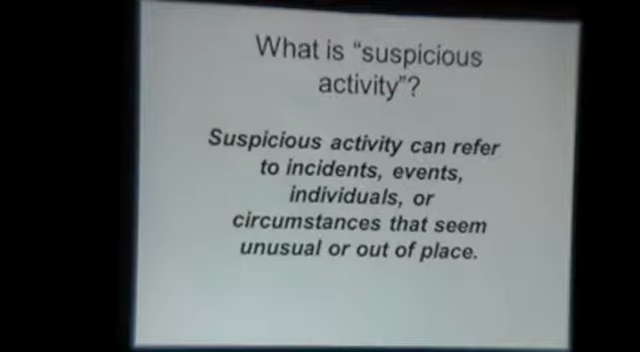 What is “suspicious
activity”?
Suspicious activity can refer
to incidents, events,
individuals, or
circumstances that seem
unusual or out of place.